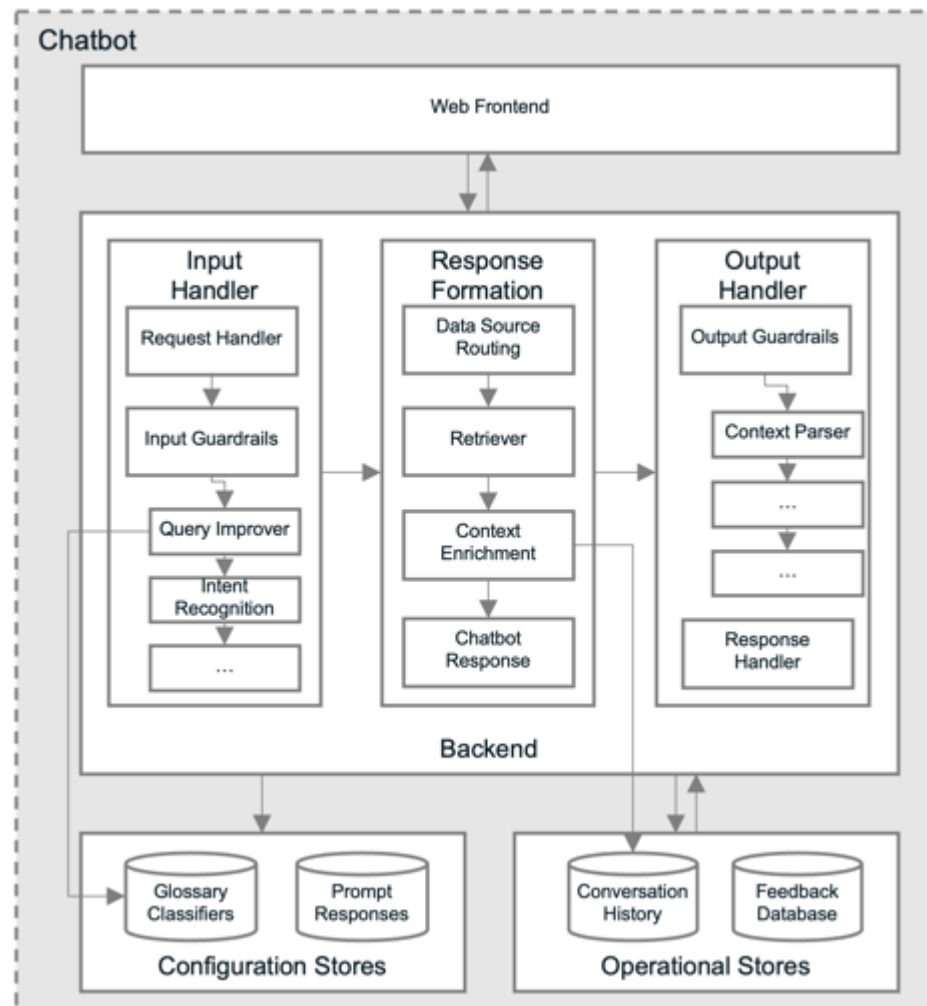 Chatbot
Web Frontend
Input
Handler
Request Handler
Input Guardrails
Query Improver
Intent
Recognition
...
Response
Formation
Data Source
Routing
Retriever
Context
Enrichment
Chatbot
Response
Output
Handler
Output Guardrails
Context Parser
...
...
Response
Handler
Backend
Glossary
Classifiers
Prompt
Responses
Configuration Stores
Conversation
History
Feedback
Database
Operational Stores